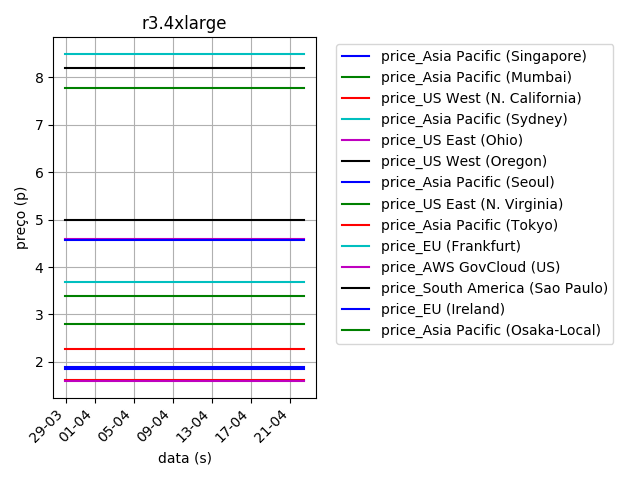 r3.4xlarge
preço (p)
8
7
6
5
4
3
2
29-03
01-04
05-04
09-04
13-04
17-04
21-04
data (s)
price_Asia Pacific (Singapore)
price_Asia Pacific (Mumbai)
price_US West (N. California)
price_Asia Pacific (Sydney)
price_US East (Ohio)
price_US West (Oregon)
price_Asia Pacific (Seoul)
price_US East (N. Virginia)
price_Asia Pacific (Tokyo)
price_EU (Frankfurt)
price_AWS GovCloud (US)
price_South America (Sao Paulo)
price_EU (Ireland)
price_Asia Pacific (Osaka-Local)